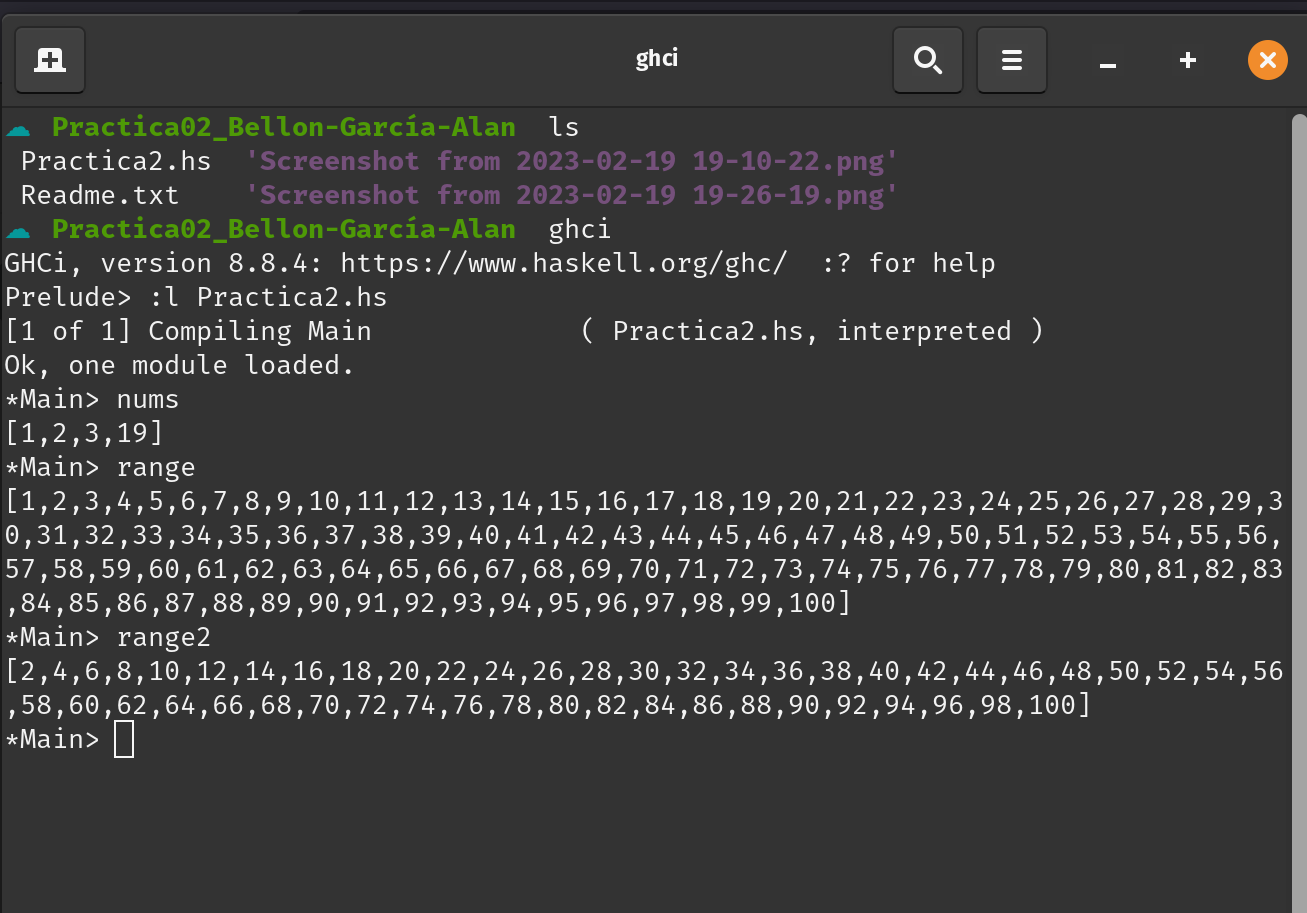 ghci
Practica02_Bellon-García-Alan  ls
Practica2.hs  'Screenshot from 2023-02-19 19-10-22.png'
Readme.txt    'Screenshot from 2023-02-19 19-26-19.png'
Practica02_Bellon-García-Alan  ghci
GHCi, version 8.8.4: https://www.haskell.org/ghc/  :? for help
Prelude> :l Practica2.hs
[1 of 1] Compiling Main             ( Practica2.hs, interpreted )
Ok, one module loaded.
*Main> nums
[1,2,3,19]
*Main> range
[1,2,3,4,5,6,7,8,9,10,11,12,13,14,15,16,17,18,19,20,21,22,23,24,25,26,27,28,29,3
0,31,32,33,34,35,36,37,38,39,40,41,42,43,44,45,46,47,48,49,50,51,52,53,54,55,56,
57,58,59,60,61,62,63,64,65,66,67,68,69,70,71,72,73,74,75,76,77,78,79,80,81,82,83
,84,85,86,87,88,89,90,91,92,93,94,95,96,97,98,99,100]
*Main> range2
[2,4,6,8,10,12,14,16,18,20,22,24,26,28,30,32,34,36,38,40,42,44,46,48,50,52,54,56
,58,60,62,64,66,68,70,72,74,76,78,80,82,84,86,88,90,92,94,96,98,100]
*Main>